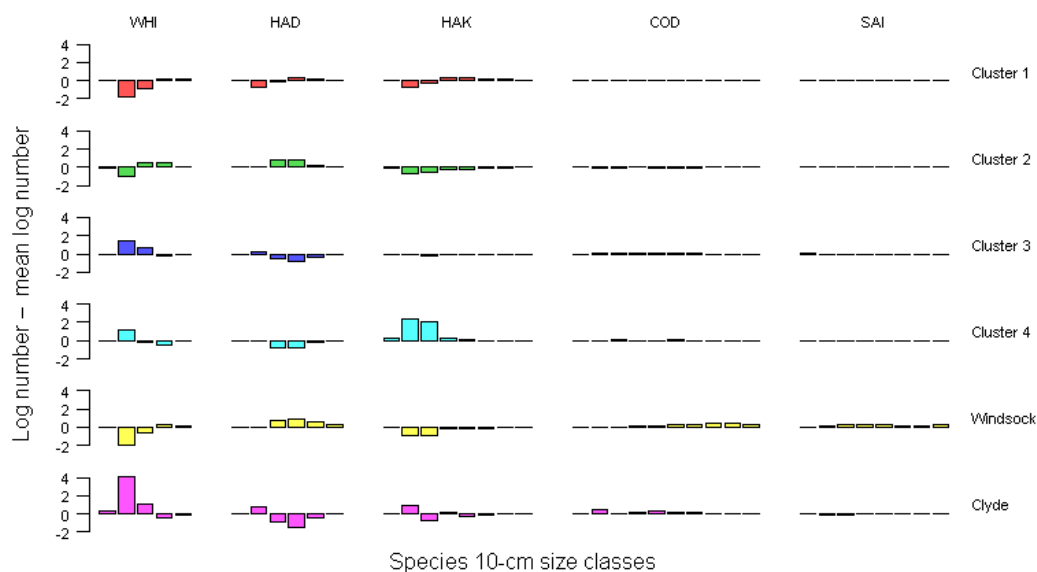 WHI HAD HAK COD SAI
4
2
0
-2
Cluster 1
4
2
0
-2
Cluster 2
4
2
0
-2
Cluster 3
4
2
0
-2
Cluster 4
4
2
0
-2
Windsock
4
2
0
-2
Clyde
Log number – mean log number
Species 10-cm size classes